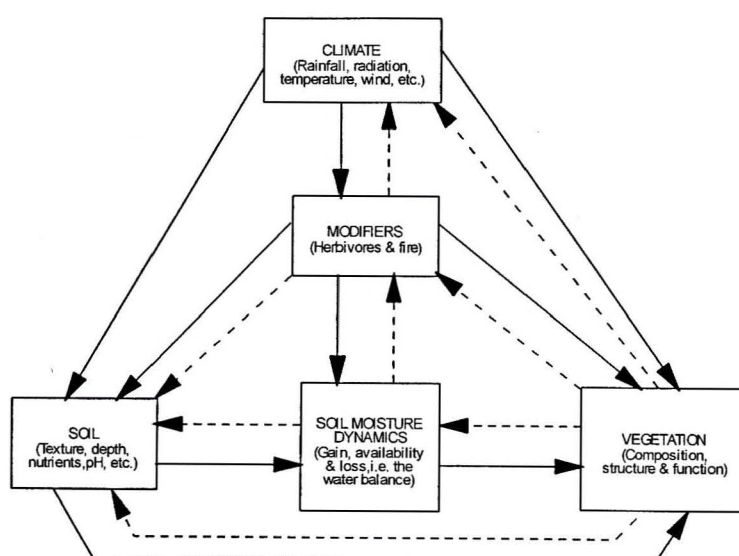 CLIMATE
(Rainfall, radiation,
temperature, wind, etc.)
MODIFIERS
(Herbivores & fire)
SOIL
(Texture, depth,
nutrients,pH, etc.)
SOIL MOISTURE
DYNAMICS
(Gain, availability
& loss,i.e. the
water balance)
VEGETATION
(Composition,
structure & function)